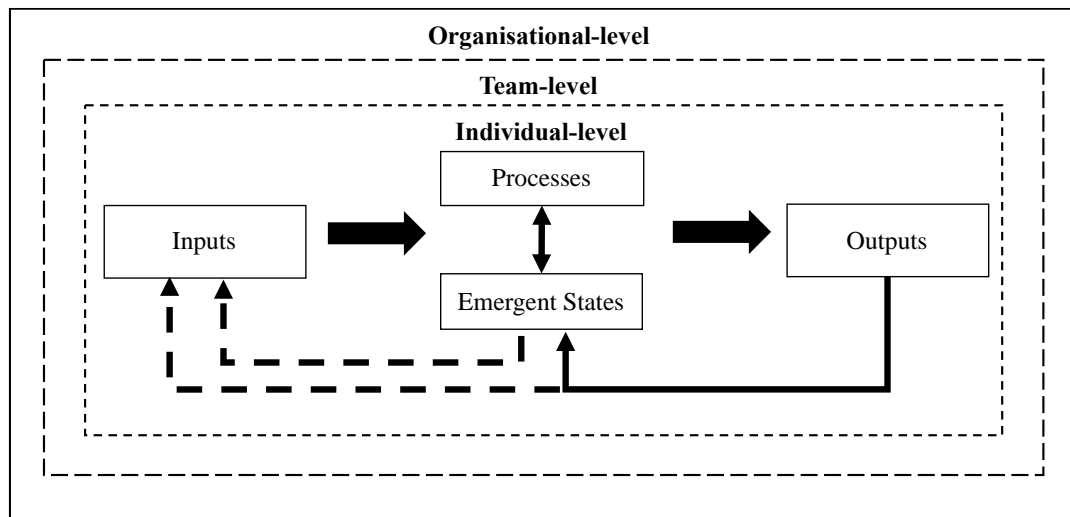 Organisational-level
Team-level
Individual-level
Processes
Inputs
Outputs
Emergent States